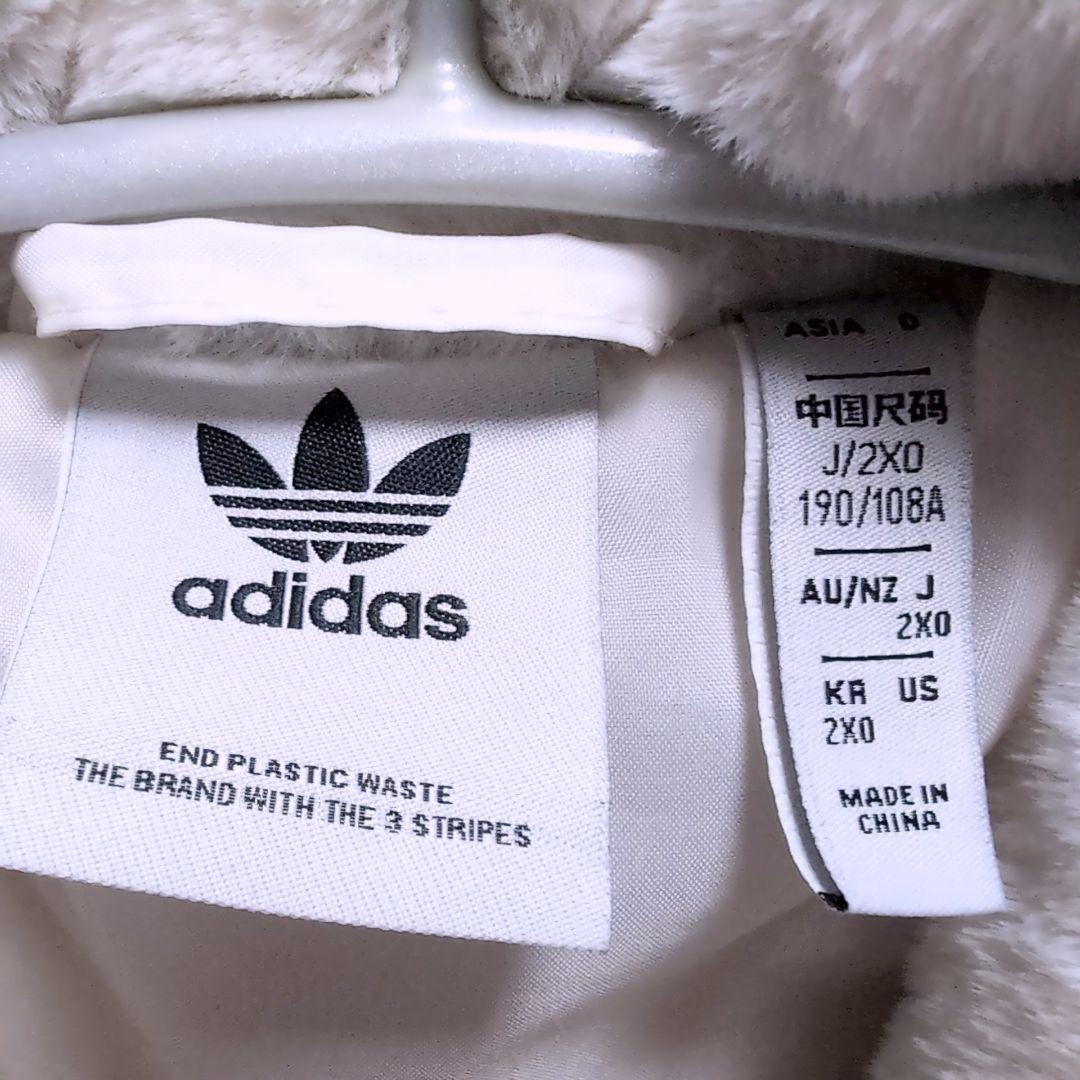 adidas
END PLASTIC WASTE
THE BRAND WITH THE 3 STRIPES
ASIA D
中国尺码
J/2XO
190/108A
AU/NZ J
2XO
KR US
2XO
MADE IN
CHINA